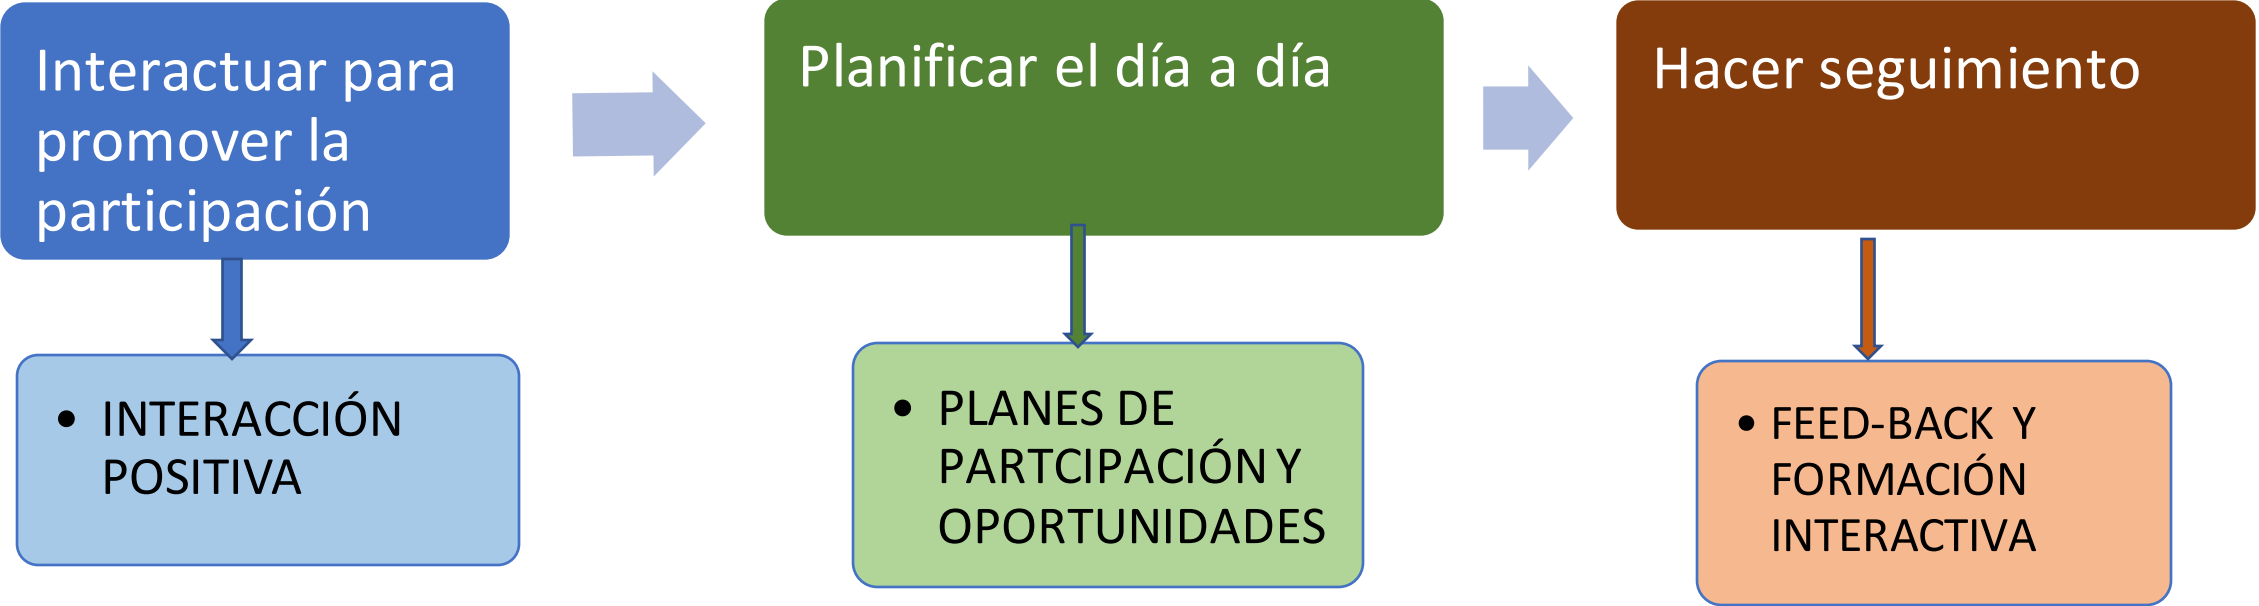 Interactuar para
promover la
participación
Planificar el día a día
Hacer seguimiento
• INTERACCIÓN
POSITIVA
• PLANES DE
PARTCIPACIÓN Y
OPORTUNIDADES
• FEED-BACK Y
FORMACIÓN
INTERACTIVA